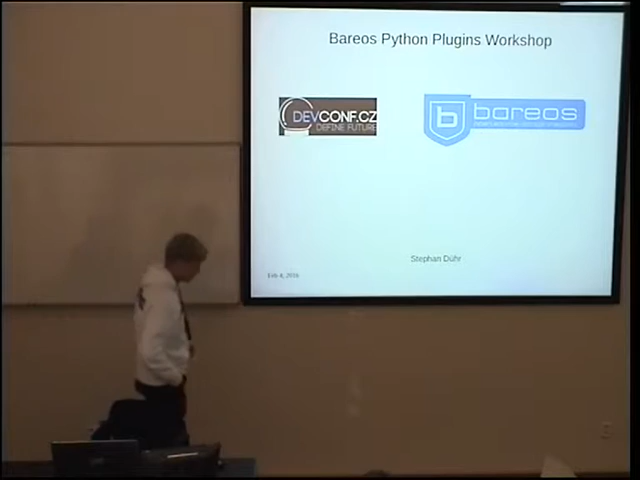 Bareos Python Plugins Workshop
DEVCONF.CZ
DEFINE FUTURE
b bareos
Stephan Dühr
Feb 4, 2016